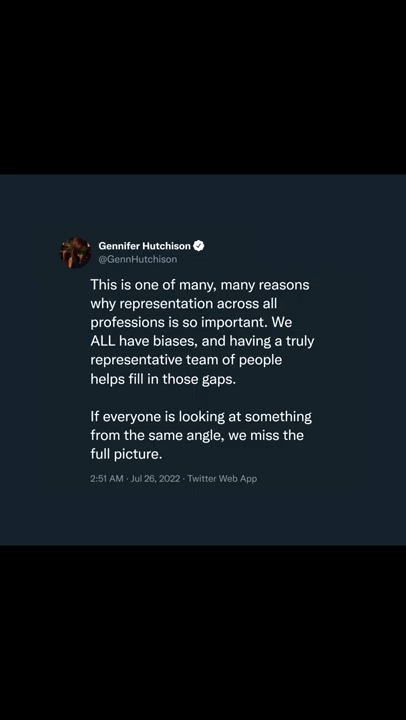 Gennifer Hutchison
@GennHutchison
This is one of many, many reasons
why representation across all
professions is so important. We
ALL have biases, and having a truly
representative team of people
helps fill in those gaps.
If everyone is looking at something
from the same angle, we miss the
full picture.
2:51 AM · Jul 26, 2022 · Twitter Web App